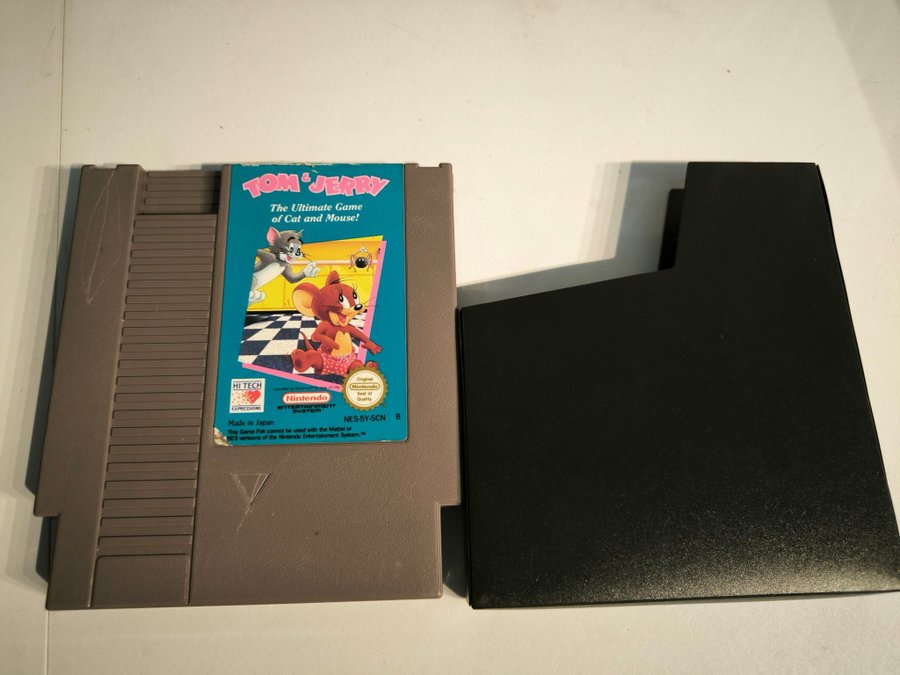 TOM & JERRY
The Ultimate Game
of Cat and Mouse!
HI TECH
EXPRESSIONS
Nintendo
ENTERTAINMENT
SYSTEM™
Original
Nintendo
Seal of
Quality
Made in Japan
NES-5Y-SCN
This Game Pak cannot be used with the Mattel or
NES versions of the Nintendo Entertainment System.™